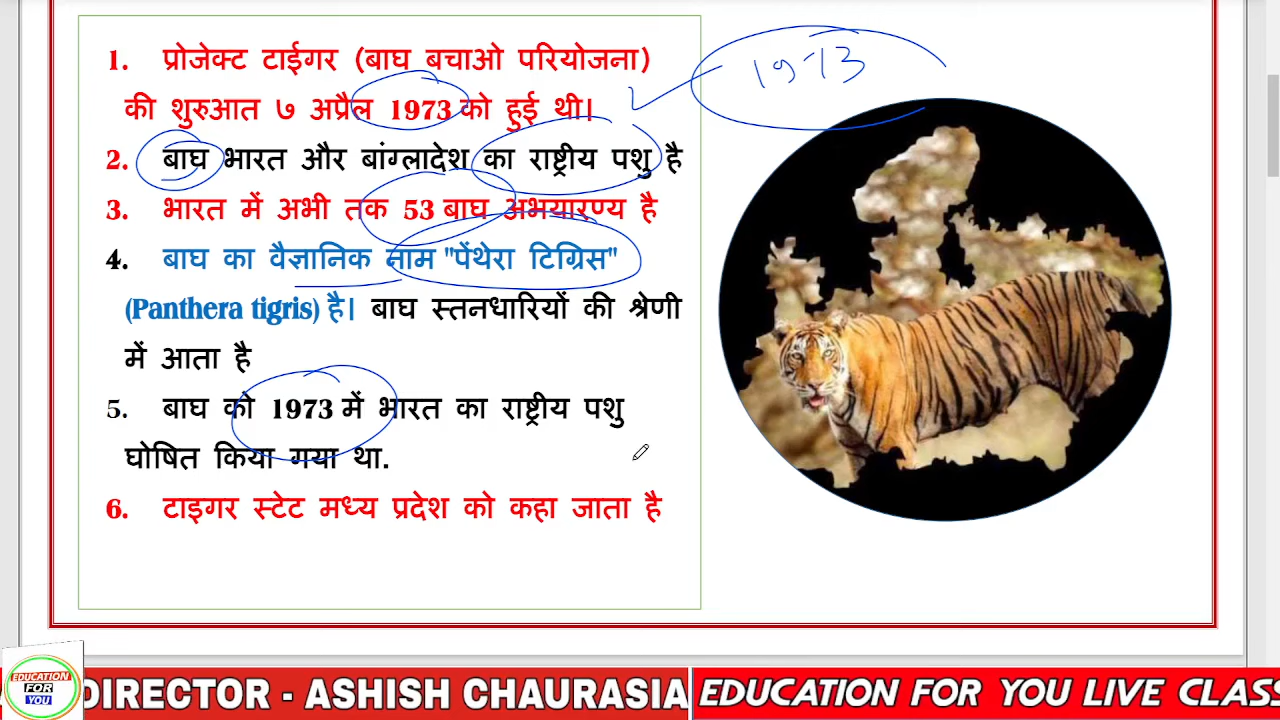 1. प्रोजेक्ट टाईगर (बाघ बचाओ परियोजना)
की शुरुआत ७ अप्रैल 1973 को हुई थी।
1973
2. बाघ भारत और बांग्लादेश का राष्ट्रीय पशु है
3. भारत में अभी तक 53 बाघ अभयारण्य है
4. बाघ का वैज्ञानिक नाम "पेंथेरा टिग्रिस"
(Panthera tigris) है। बाघ स्तनधारियों की श्रेणी
में आता है
5. बाघ को 1973 में भारत का राष्ट्रीय पशु
घोषित किया गया था.
6. टाइगर स्टेट मध्य प्रदेश को कहा जाता है
EDUCATION
FOR
YOU
DIRECTOR - ASHISH CHAURASIA
EDUCATION FOR YOU LIVE CLASS